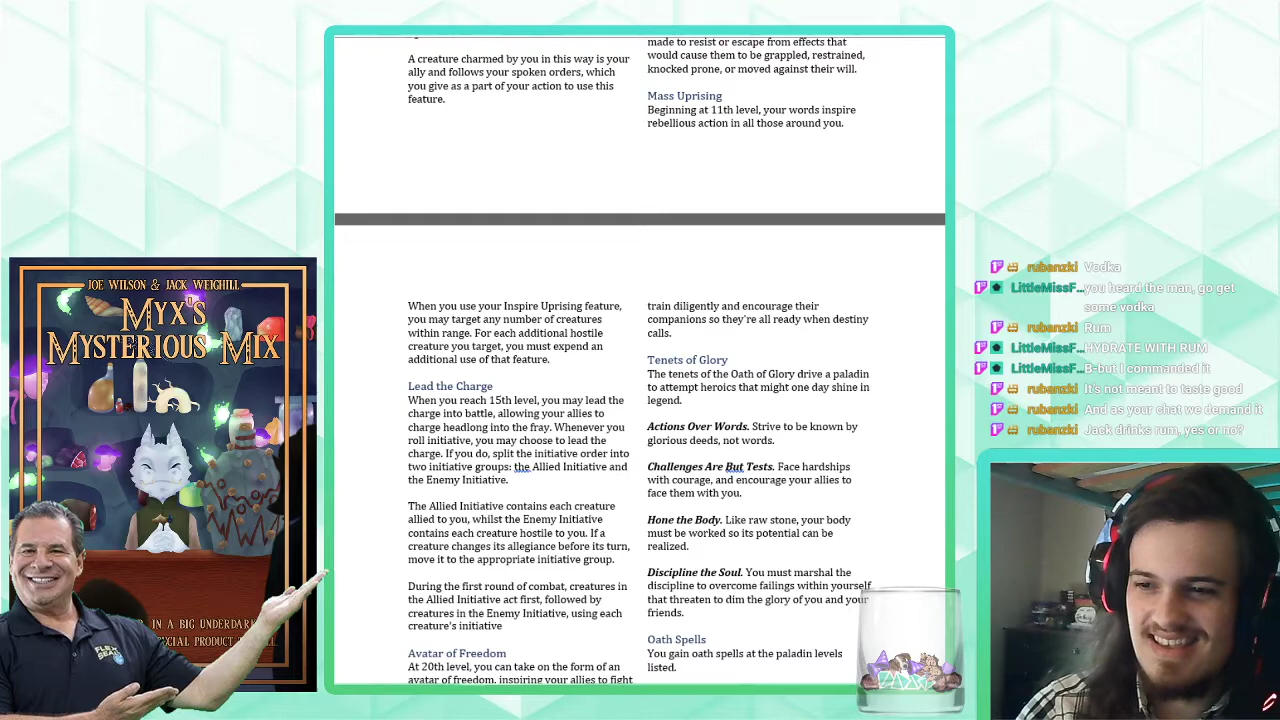 A creature charmed by you in this way is your
ally and follows your spoken orders, which
you give as a part of your action to use this
feature.
made to resist or escape from effects that
would cause them to be grappled, restrained,
knocked prone, or moved against their will.
Mass Uprising
Beginning at 11th level, your words inspire
rebellious action in all those around you.
When you use your Inspire Uprising feature,
you may target any number of creatures
within range. For each additional hostile
creature you target, you must expend an
additional use of that feature.
Lead the Charge
When you reach 15th level, you may lead the
charge into battle, allowing your allies to
charge headlong into the fray. Whenever you
roll initiative, you may choose to lead the
charge. If you do, split the initiative order into
two initiative groups: the Allied Initiative and
the Enemy Initiative.
The Allied Initiative contains each creature
allied to you, whilst the Enemy Initiative
contains each creature hostile to you. If a
creature changes its allegiance before its turn,
move it to the appropriate initiative group.
During the first round of combat, creatures in
the Allied Initiative act first, followed by
creatures in the Enemy Initiative, using each
creature's initiative
Avatar of Freedom
At 20th level, you can take on the form of an
avatar of freedom, inspiring your allies to fight
train diligently and encourage their
companions so they're all ready when destiny
calls.
Tenets of Glory
The tenets of the Oath of Glory drive a paladin
to attempt heroics that might one day shine in
legend.
Actions Over Words. Strive to be known by
glorious deeds, not words.
Challenges Are But Tests. Face hardships
with courage, and encourage your allies to
face them with you.
Hone the Body. Like raw stone, your body
must be worked so its potential can be
realized.
Discipline the Soul. You must marshal the
discipline to overcome failings within yourself
that threaten to dim the glory of you and your
friends.
Oath Spells
You gain oath spells at the paladin levels
listed.
JOE WILSON & JACK WEIGHILL
MYX'S
MYSTERIOUS MIX
IN A BIG UNDERDAR
CIAL PRODUCT
FLEX
SEAL
rubanzki Vodka
LittleMissF... you heard the man, go get
some vodka
rubanzki Rum
LittleMissF... HYDRATE WITH RUM
LittleMissF... B-but I commanded it
rubanzki It's not meant to taste good
rubanzki And as your chat we demand it
rubanzki Jack drinks rum, yes or no?